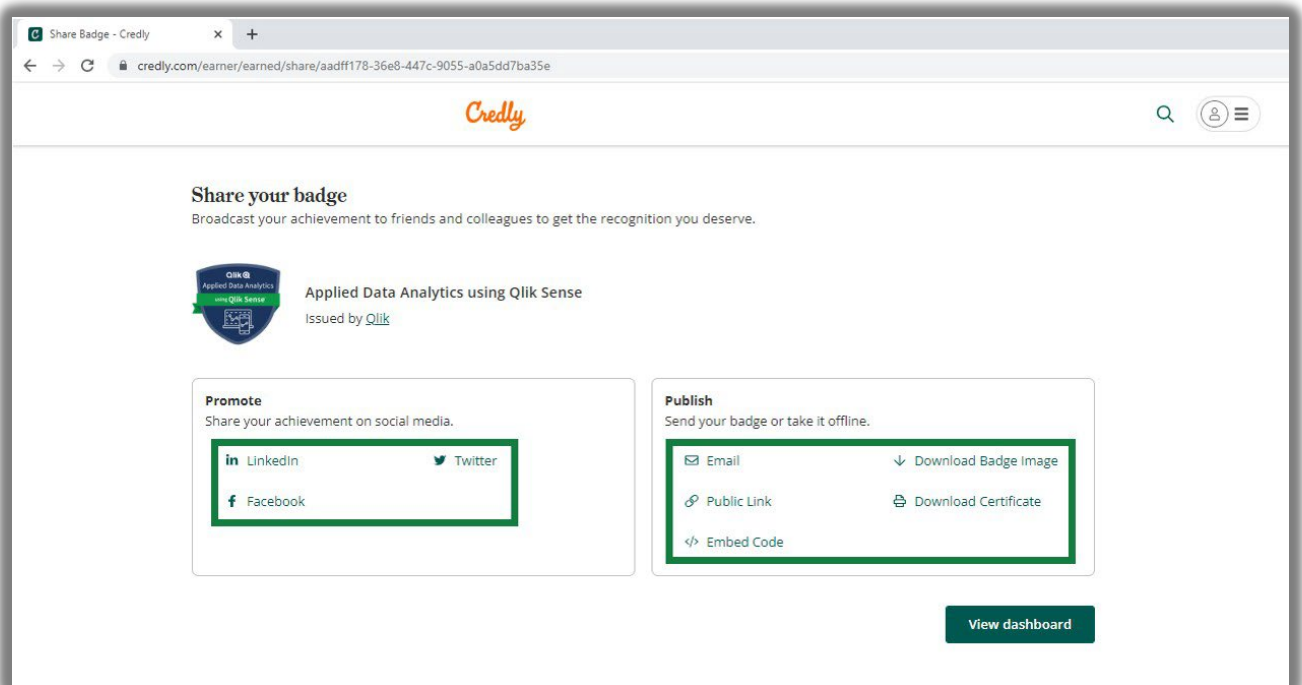 Share Badge - Credly
credly.com/earner/earned/share/aadff178-36e8-447c-9055-a0a5dd7ba35e
Credly
Share your badge
Broadcast your achievement to friends and colleagues to get the recognition you deserve.
Qlik
Applied Data Analytics
using Qlik Sense
Applied Data Analytics using Qlik Sense
Issued by Qlik
Promote
Share your achievement on social media.
in LinkedIn
Twitter
f Facebook
Publish
Send your badge or take it offline.
Email
Download Badge Image
Public Link
Download Certificate
</> Embed Code
View dashboard